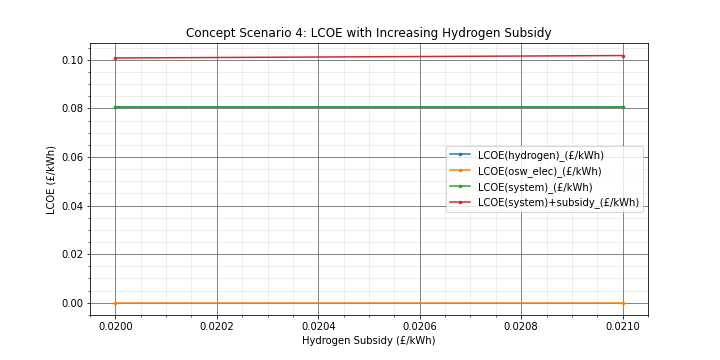 Concept Scenario 4: LCOE with Increasing Hydrogen Subsidy
LCOE (£/kWh)
0.10
0.08
0.06
0.04
0.02
0.00
LCOE(hydrogen)_(£/kWh)
LCOE(osw_elec)_(£/kWh)
LCOE(system)_(£/kWh)
LCOE(system)+subsidy_(£/kWh)
0.0200 0.0202 0.0204 0.0206 0.0208 0.0210
Hydrogen Subsidy (£/kWh)